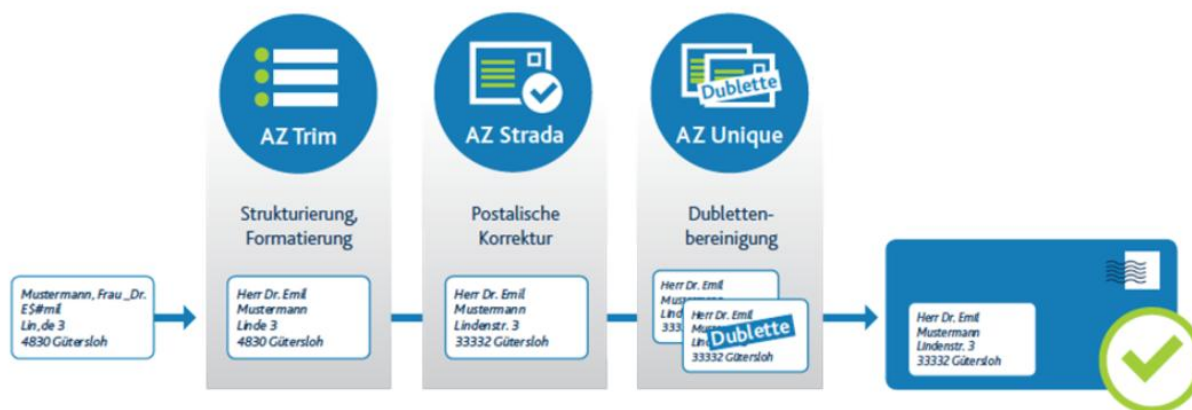 AZ Trim
AZ Strada
Dublette
AZ Unique
Strukturierung,
Formatierung
Postalische
Korrektur
Dubletten-
bereinigung
Mustermann, Frau _Dr.
E$#mil
Lin,de 3
4830 Gütersloh
Herr Dr. Emil
Mustermann
Linde 3
4830 Gütersloh
Herr Dr. Emil
Mustermann
Lindenstr. 3
33332 Gütersloh
Herr Dr. Emil
Herr Dr. Emil
Dublette
33332 Gütersloh
Herr Dr. Emil
Mustermann
Lindenstr. 3
33332 Gütersloh